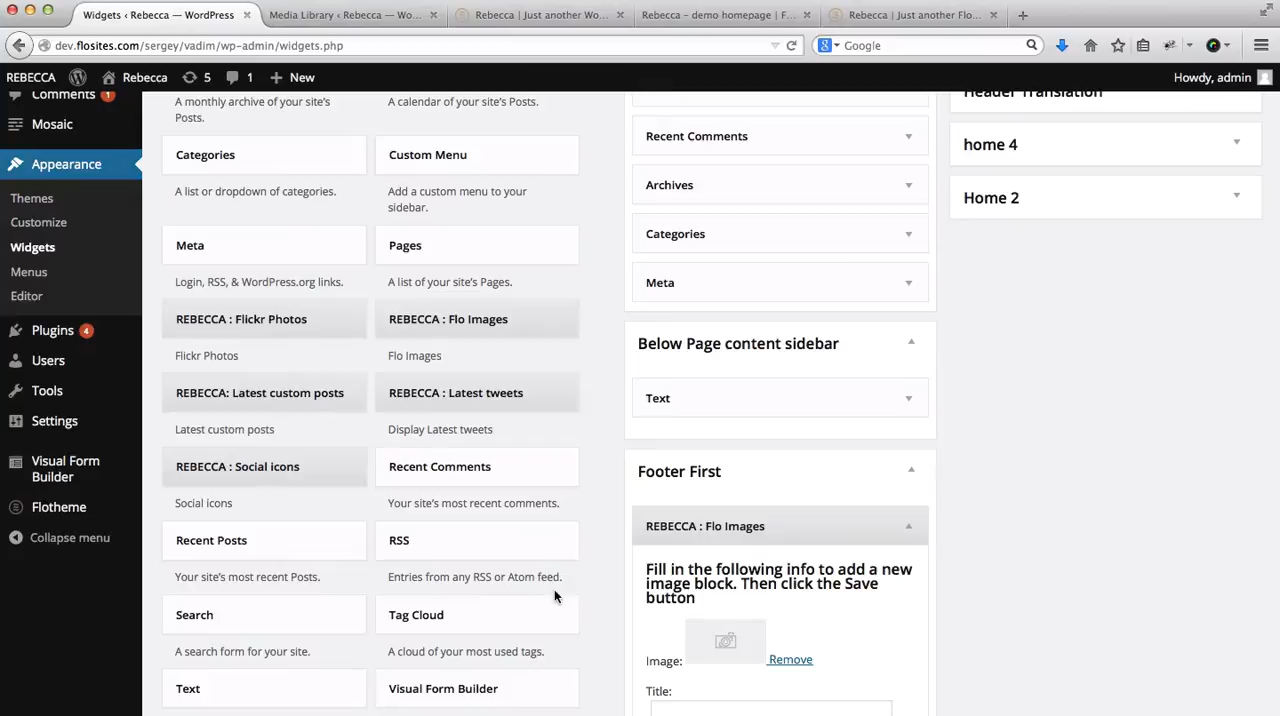 Widgets ‹ Rebecca — WordPress
Media Library ‹ Rebecca — Wo...
Rebecca | Just another Wo...
Rebecca – demo homepage | F...
Rebecca | Just another Flo...
dev.flosites.com/sergey/vadim/wp-admin/widgets.php
Google
REBECCA
Rebecca
5
1
New
Howdy, admin
Comments 1
Mosaic
Appearance
Themes
Customize
Widgets
Menus
Editor
Plugins 4
Users
Tools
Settings
Visual Form
Builder
Flotheme
Collapse menu
A monthly archive of your site's
Posts.
A calendar of your site's Posts.
Categories
Custom Menu
A list or dropdown of categories.
Add a custom menu to your
sidebar.
Meta
Pages
Login, RSS, & WordPress.org links.
A list of your site's Pages.
REBECCA : Flickr Photos
REBECCA : Flo Images
Flickr Photos
Flo Images
REBECCA: Latest custom posts
REBECCA : Latest tweets
Latest custom posts
Display Latest tweets
REBECCA : Social icons
Recent Comments
Social icons
Your site's most recent comments.
Recent Posts
RSS
Your site's most recent Posts.
Entries from any RSS or Atom feed.
Search
Tag Cloud
A search form for your site.
A cloud of your most used tags.
Text
Visual Form Builder
Recent Comments
Archives
Categories
Meta
Below Page content sidebar
Text
Footer First
REBECCA : Flo Images
Fill in the following info to add a new
image block. Then click the Save
button
Image:
Remove
Title:
Header Translation
home 4
Home 2